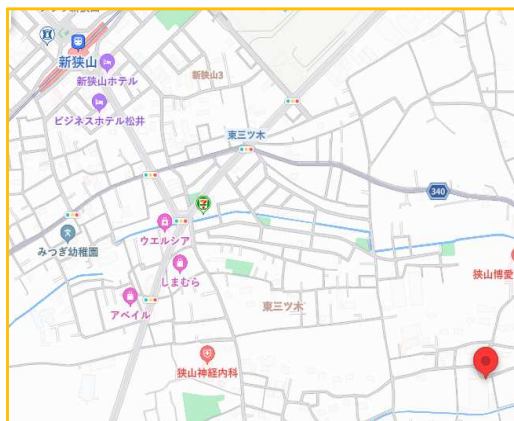 新狭山
新狭山ホテル
新狭山3
ビジネスホテル松井
東三ツ木
340
みつぎ幼稚園
ウエルシア
しまむら
狭山博愛
アベイル
東三ツ木
狭山神経内科